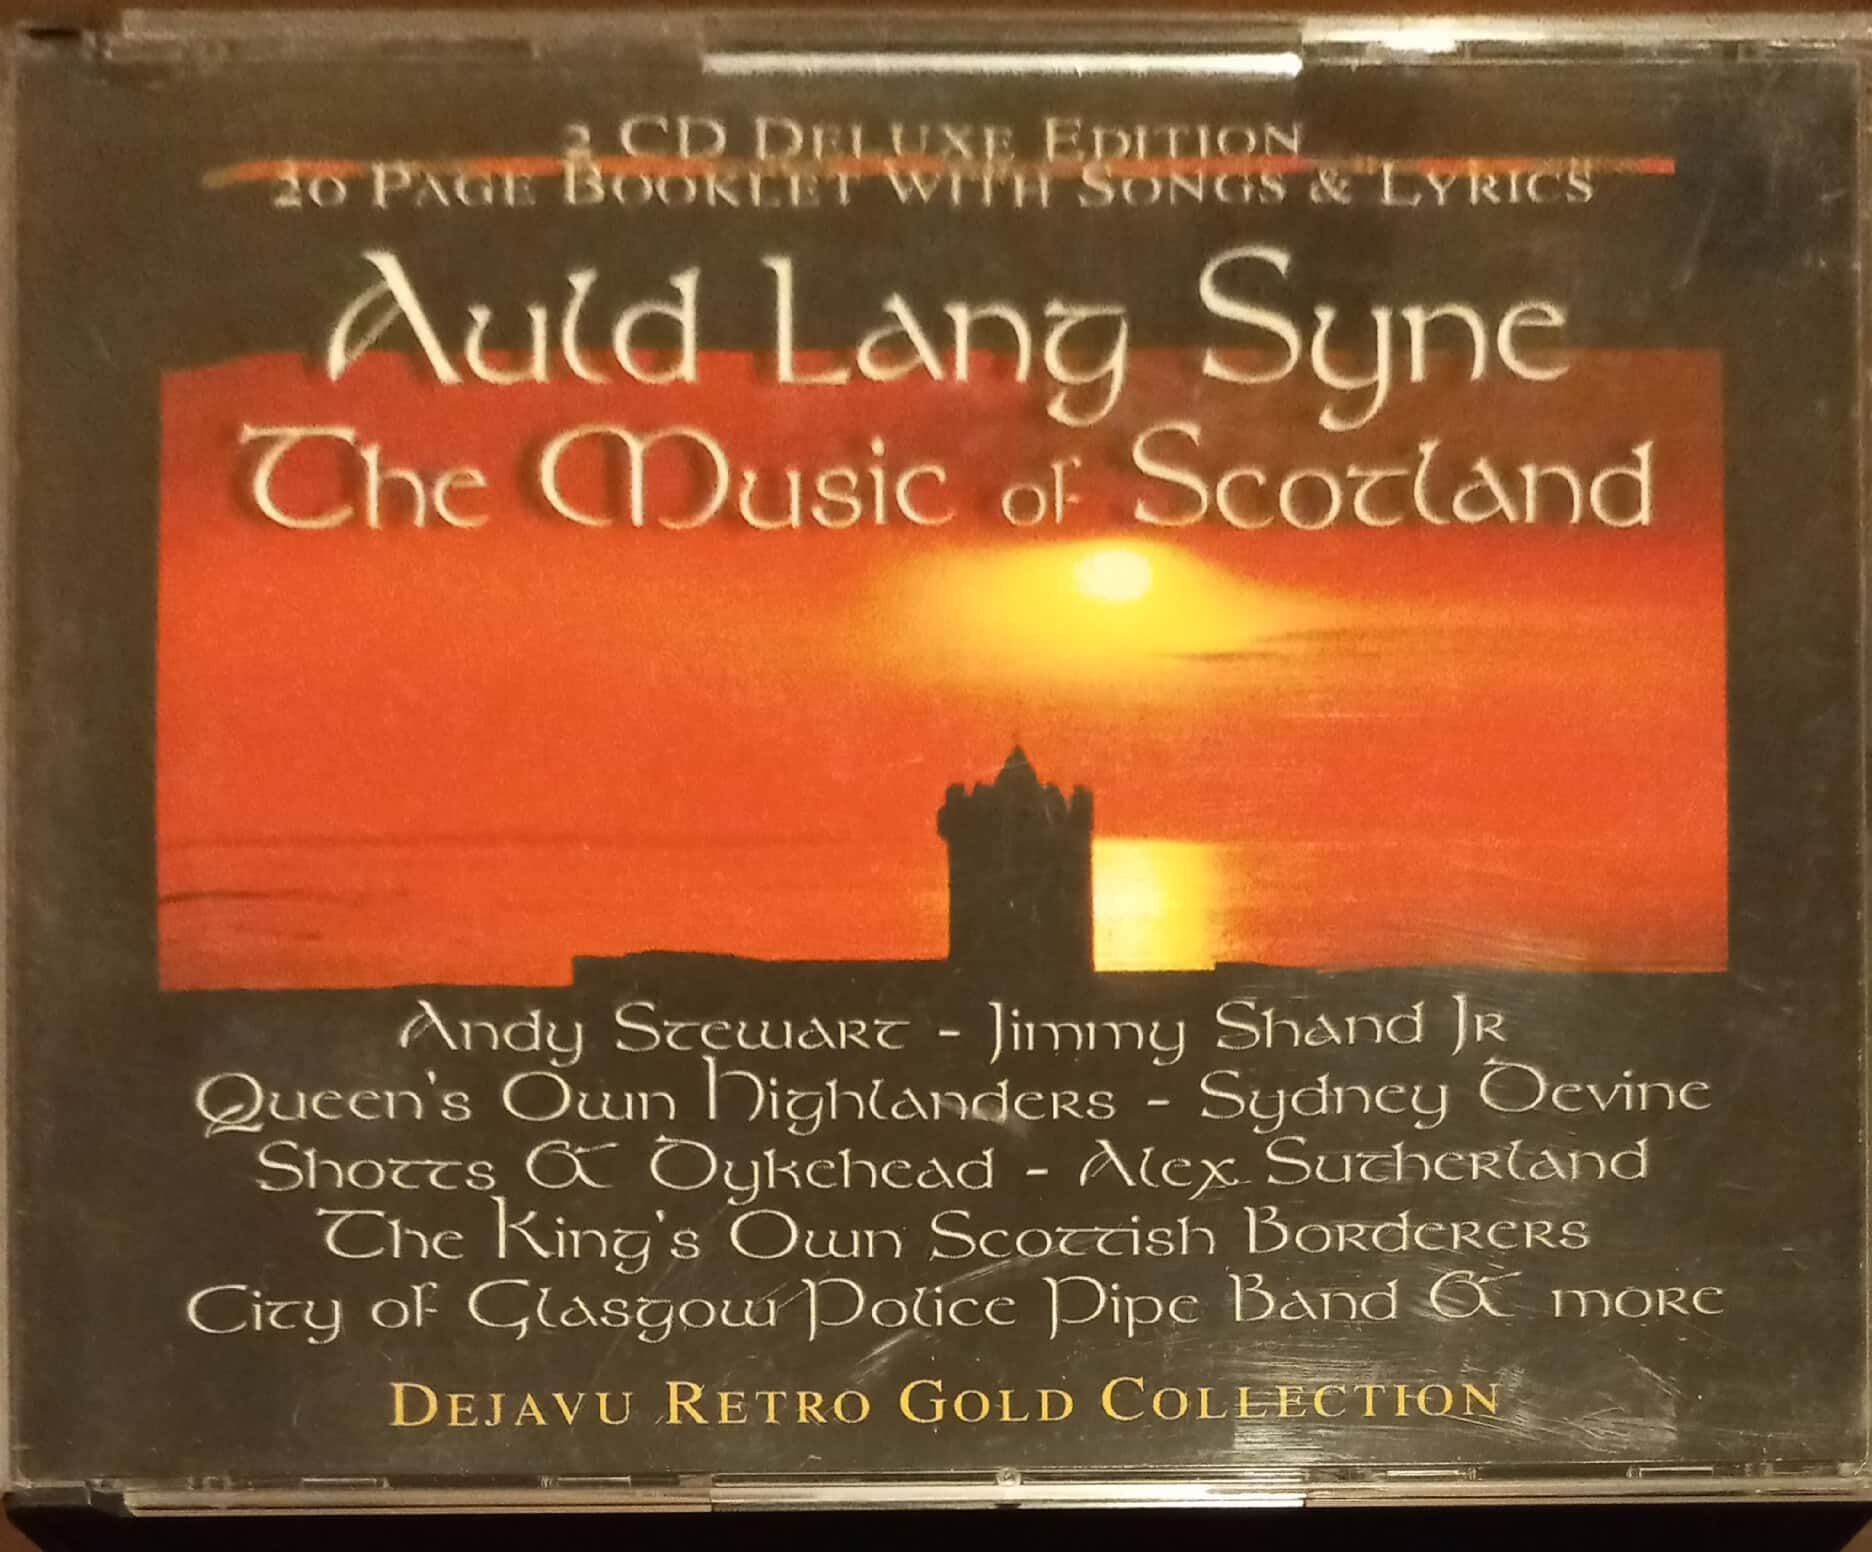 2 CD Deluxe Edition
20 Page Booklet with Songs & Lyrics
Auld Lang Syne
The Music of Scotland
Andy Stewart - Jimmy Shand Jr
Queen's Own Highlanders - Sydney Devine
Shotts & Dykehead - Alex Sutherland
The King's Own Scottish Borderers
City of Glasgow Police Pipe Band & more
Dejavu Retro Gold Collection